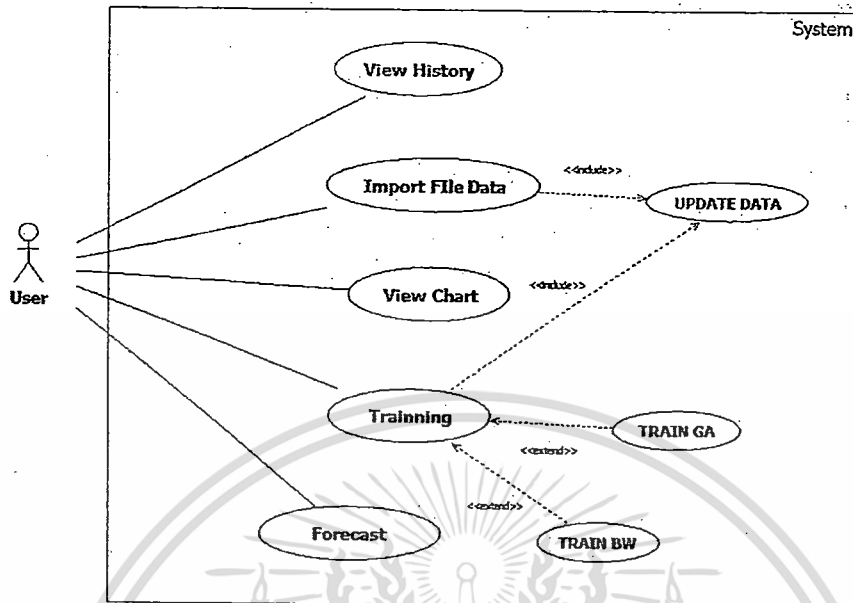 System
View History
Import File Data
<<include>>
UPDATE DATA
User
View Chart
<<include>>
Trainning
TRAIN GA
<<extend>>
<<extend>>
Forecast
TRAIN BW